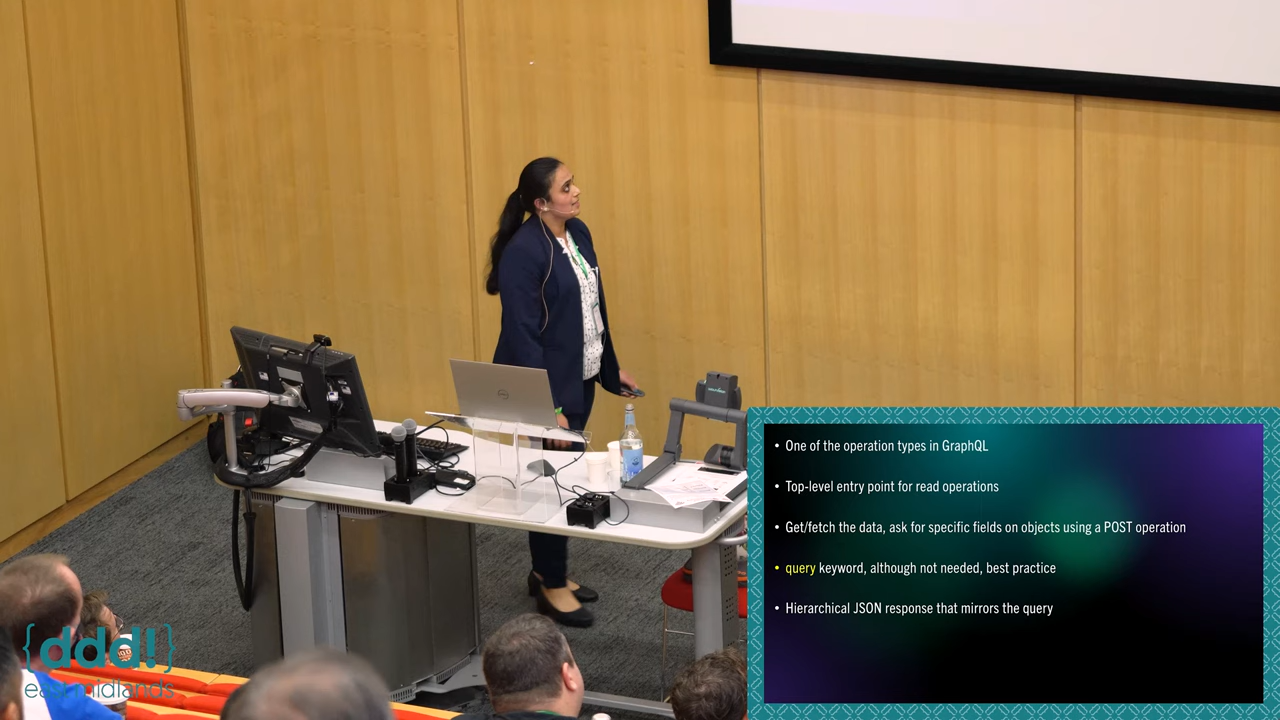 • One of the operation types in GraphQL
• Top-level entry point for read operations
• Get/fetch the data, ask for specific fields on objects using a POST operation
• query keyword, although not needed, best practice
• Hierarchical JSON response that mirrors the query
{ddd!}
east midlands